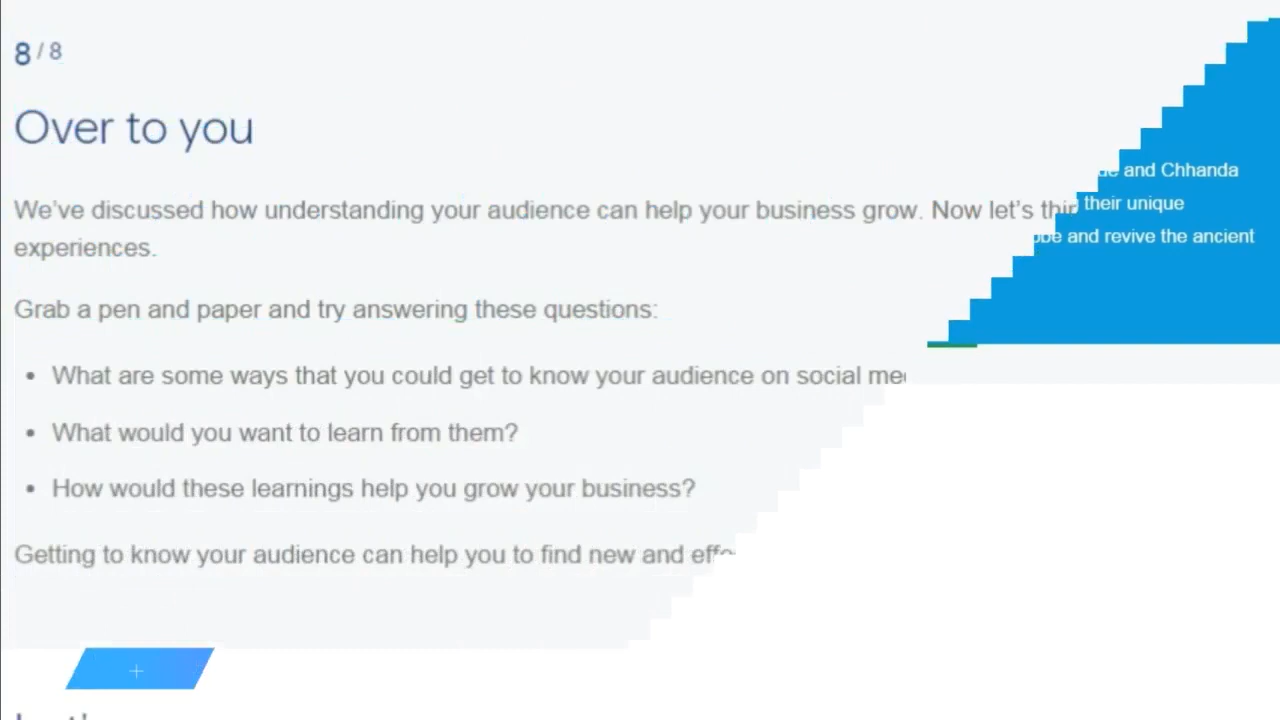 8 / 8
Over to you
We've discussed how understanding your audience can help your business grow. Now let's
experiences.
Grab a pen and paper and try answering these questions:
• What are some ways that you could get to know your audience on social
• What would you want to learn from them?
• How would these learnings help you grow your business?
Getting to know your audience can help you to find new and
and Chhanda
their unique
and revive the ancient